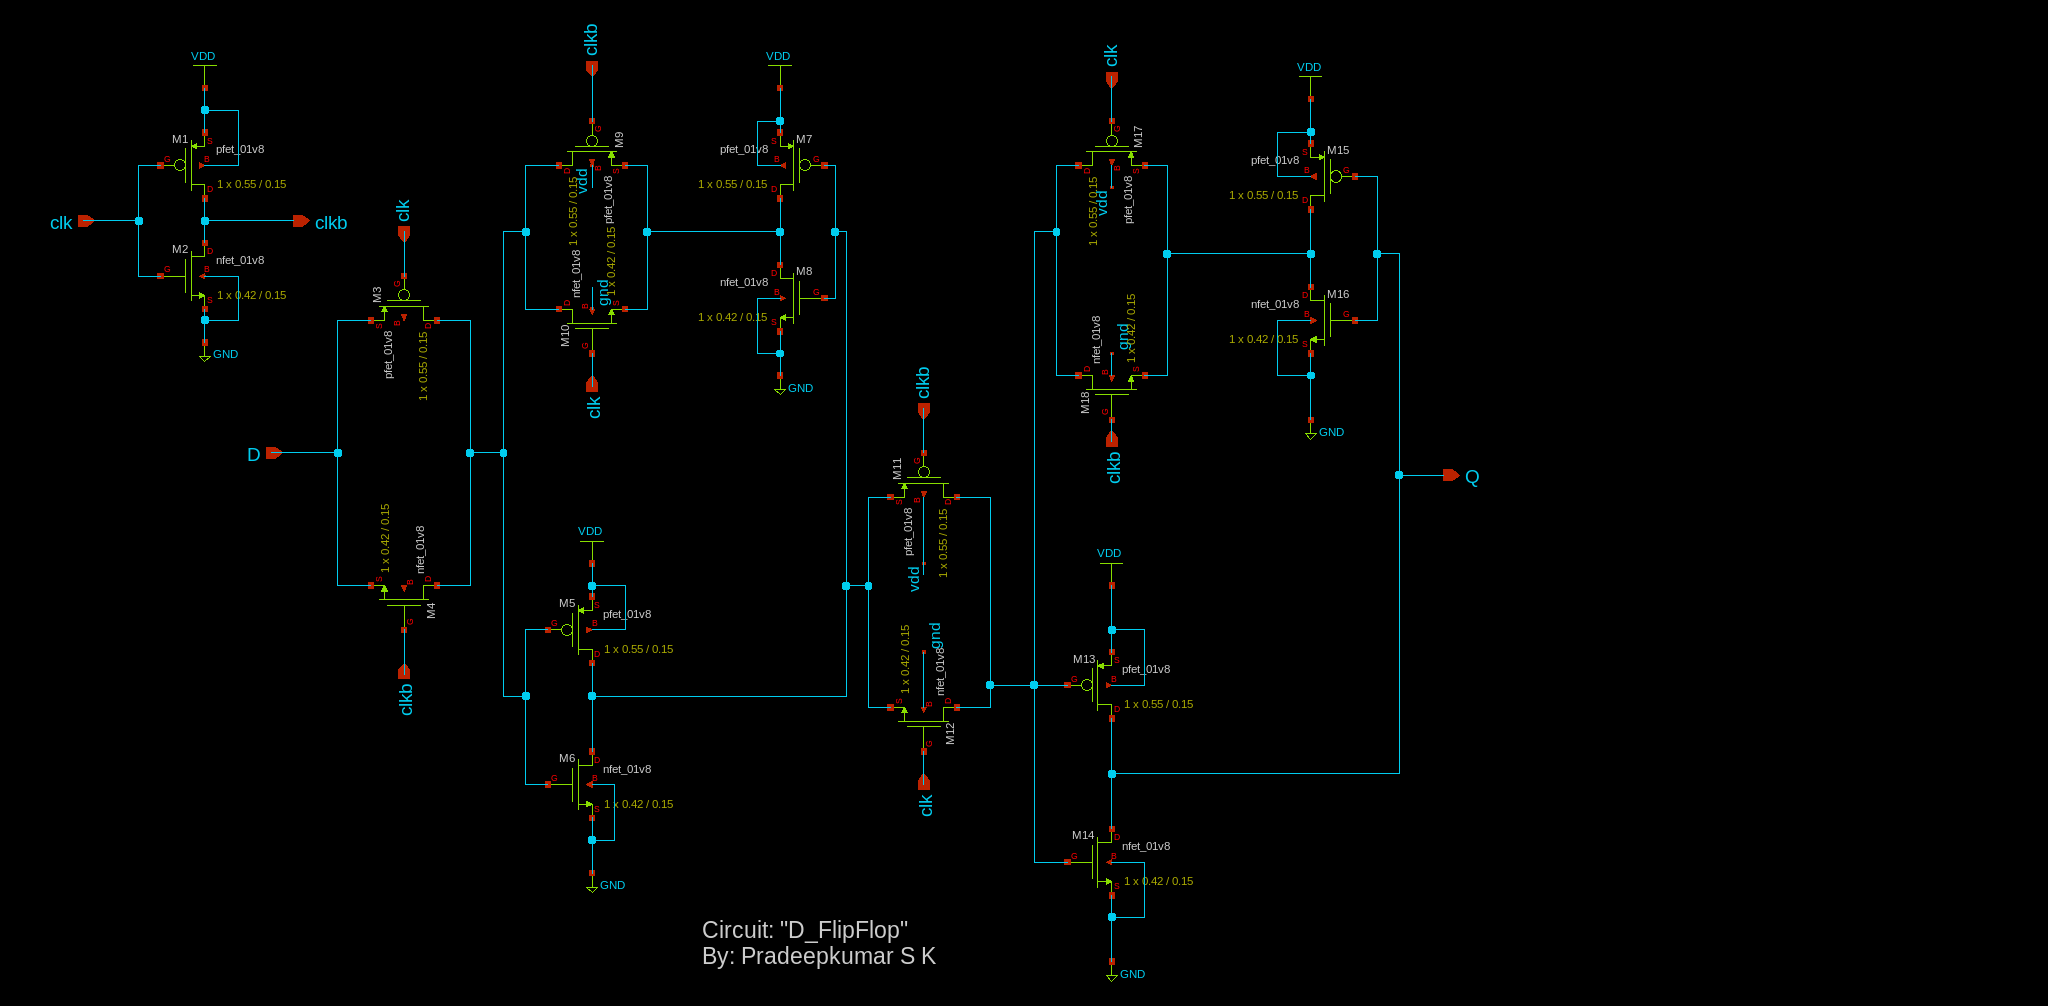 clk
VDD
M1
S
pfet_01v8
G
B
D
1 x 0.55 / 0.15
clkb
M2
D
nfet_01v8
G
B
S
1 x 0.42 / 0.15
GND
D
clk
M3
G
S
B
D
pfet_01v8
1 x 0.55 / 0.15
1 x 0.42 / 0.15
nfet_01v8
S
B
D
G
M4
clkb
clkb
G
M9
D
B
S
vdd
1 x 0.55 / 0.15
pfet_01v8
nfet_01v8
1 x 0.42 / 0.15
gnd
D
B
S
M10
G
clk
VDD
M7
S
pfet_01v8
B
G
D
1 x 0.55 / 0.15
M8
D
nfet_01v8
B
G
S
1 x 0.42 / 0.15
GND
VDD
M5
S
pfet_01v8
G
B
D
1 x 0.55 / 0.15
M6
D
nfet_01v8
G
B
S
1 x 0.42 / 0.15
GND
clkb
M11
G
S
B
D
pfet_01v8
1 x 0.55 / 0.15
vdd
gnd
1 x 0.42 / 0.15
nfet_01v8
S
B
D
G
M12
clk
clk
G
M17
D
B
S
vdd
1 x 0.55 / 0.15
pfet_01v8
nfet_01v8
gnd
1 x 0.42 / 0.15
D
B
S
M18
G
clkb
VDD
M15
S
pfet_01v8
B
G
D
1 x 0.55 / 0.15
M16
D
nfet_01v8
B
G
S
1 x 0.42 / 0.15
GND
VDD
M13
S
pfet_01v8
G
B
D
1 x 0.55 / 0.15
M14
D
nfet_01v8
G
B
S
1 x 0.42 / 0.15
GND
Q
Circuit: "D_FlipFlop"
By: Pradeepkumar S K